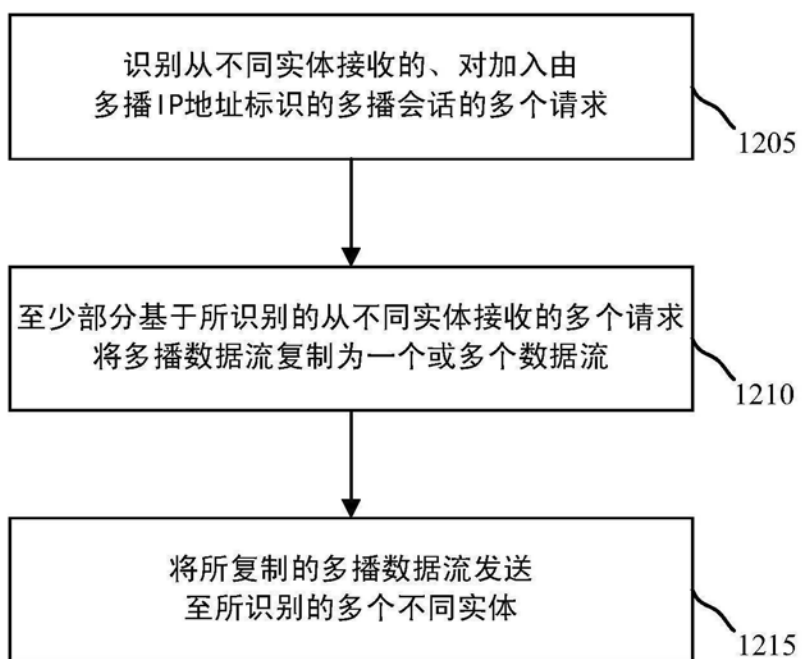 识别从不同实体接收的、对加入由
多播IP地址标识的多播会话的多个请求
1205
至少部分基于所识别的从不同实体接收的多个请求
将多播数据流复制为一个或多个数据流
1210
将所复制的多播数据流发送
至所识别的多个不同实体
1215